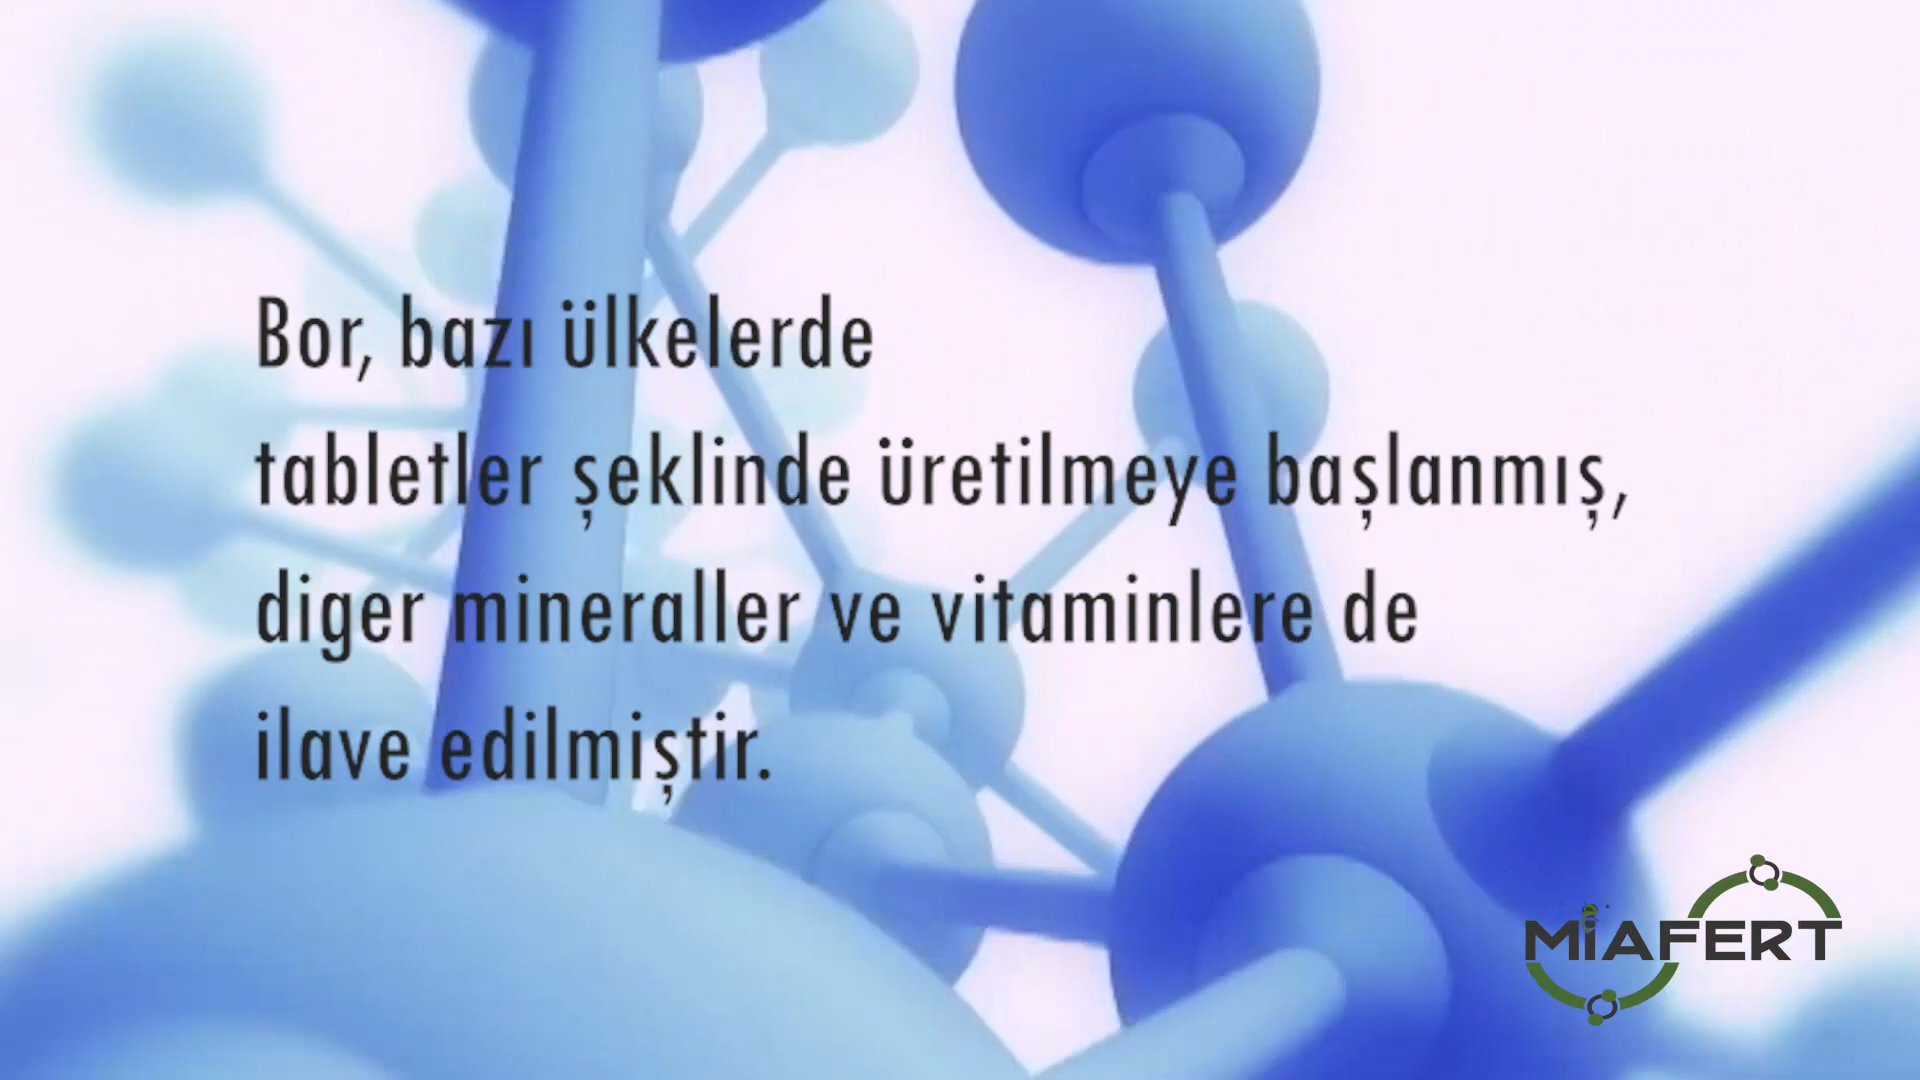 Bor, bazı ülkelerde
tabletler şeklinde üretilmeye başlanmış,
diger mineraller ve vitaminlere de
ilave edilmiştir.
MiAFERT